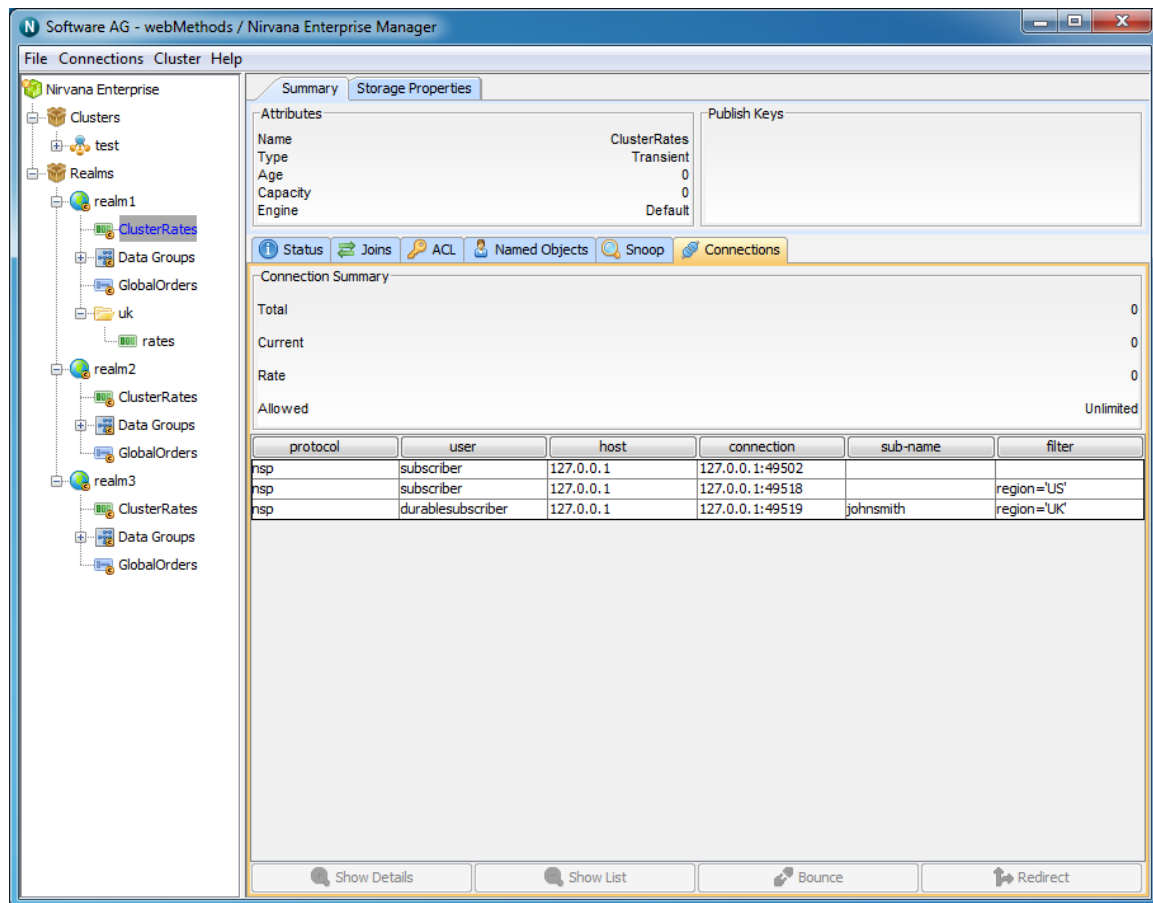 Software AG - webMethods / Nirvana Enterprise Manager
File Connections Cluster Help
Nirvana Enterprise
Clusters
test
Realms
realm1
ClusterRates
Data Groups
GlobalOrders
uk
rates
realm2
ClusterRates
Data Groups
GlobalOrders
realm3
ClusterRates
Data Groups
GlobalOrders
Summary Storage Properties
Attributes
Name ClusterRates
Type Transient
Age 0
Capacity 0
Engine Default
Publish Keys
Status Joins ACL Named Objects Snoop Connections
Connection Summary
Total 0
Current 0
Rate 0
Allowed Unlimited
protocol user host connection sub-name filter
nsp subscriber 127.0.0.1 127.0.0.1:49502
nsp subscriber 127.0.0.1 127.0.0.1:49518 region='US'
nsp durablesubscriber 127.0.0.1 127.0.0.1:49519 johnsmith region='UK'
Show Details Show List Bounce Redirect